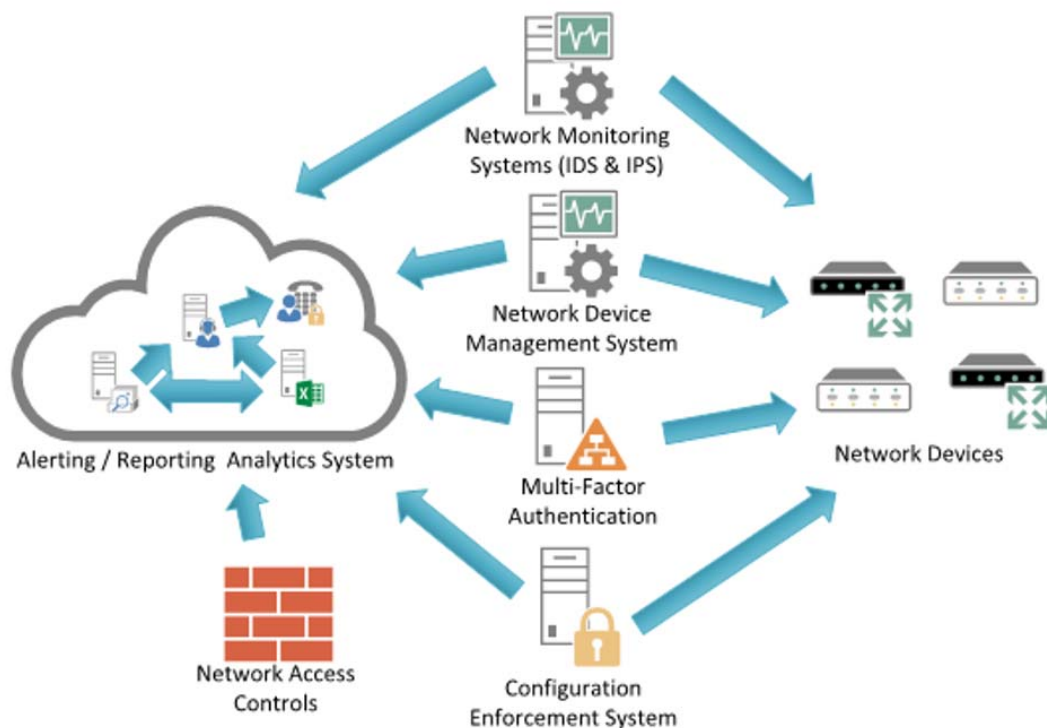 Network Monitoring
Systems (IDS & IPS)
Network Device
Management System
Alerting / Reporting Analytics System
Multi-Factor
Authentication
Network Devices
Network Access
Controls
Configuration
Enforcement System